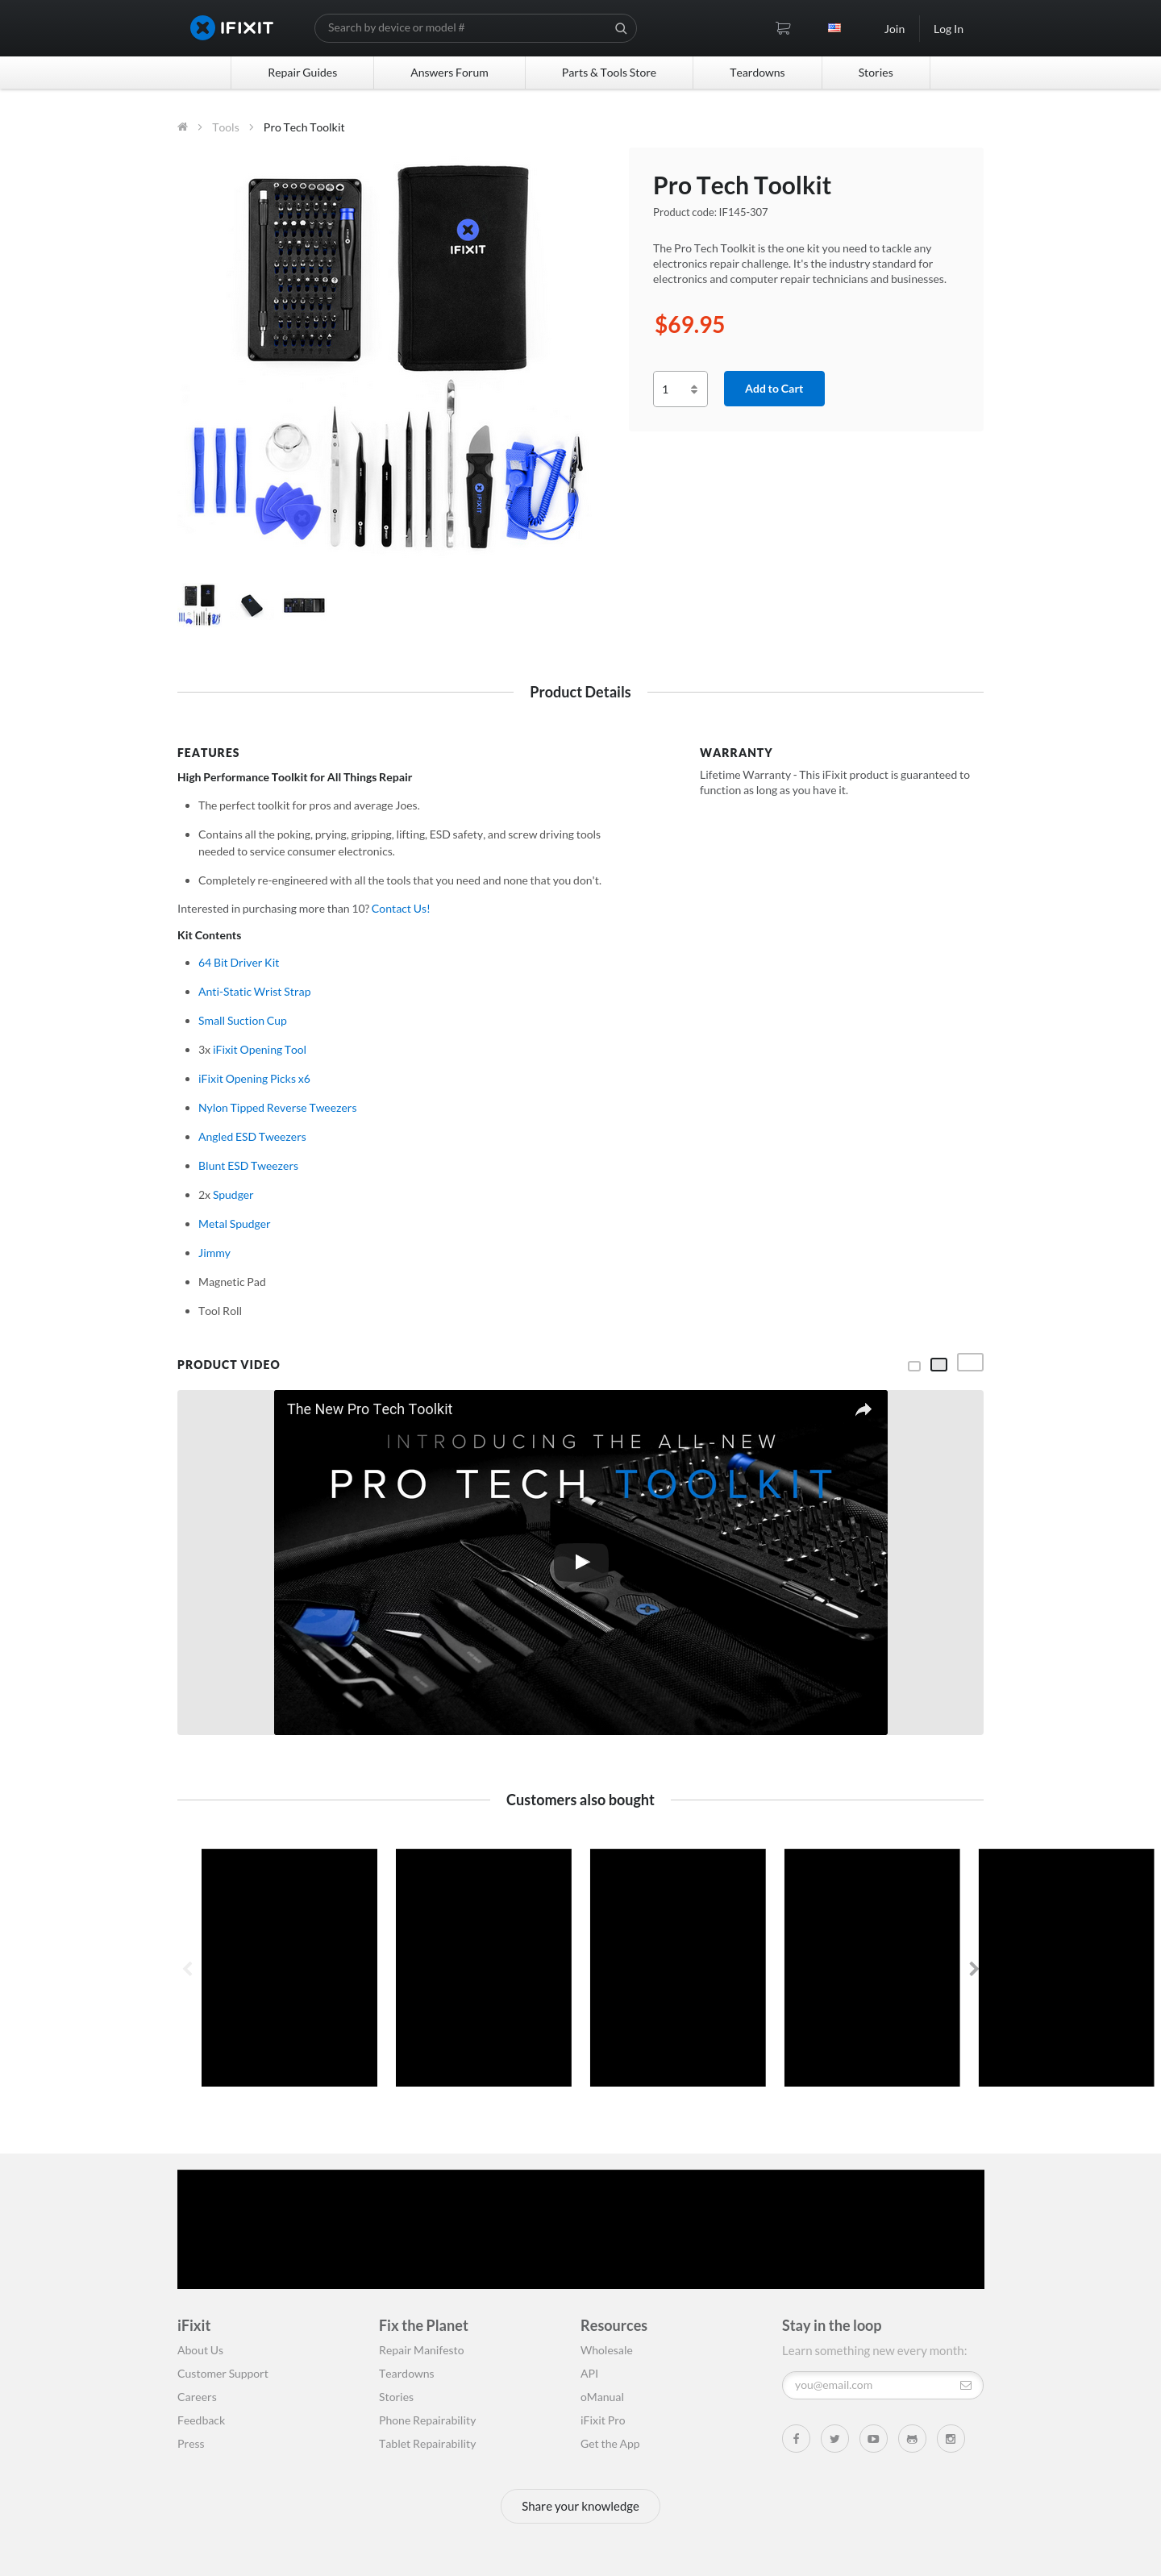 IFIXIT
Search by device or model #
Join
Log In
Repair Guides
Answers Forum
Parts & Tools Store
Teardowns
Stories
Tools
Pro Tech Toolkit
IFIXIT
Pro Tech Toolkit
Product code: IF145-307
The Pro Tech Toolkit is the one kit you need to tackle any
electronics repair challenge. It's the industry standard for
electronics and computer repair technicians and businesses.
$69.95
1
Add to Cart
Product Details
FEATURES
High Performance Toolkit for All Things Repair
The perfect toolkit for pros and average Joes.
Contains all the poking, prying, gripping, lifting, ESD safety, and screw driving tools
needed to service consumer electronics.
Completely re-engineered with all the tools that you need and none that you don't.
Interested in purchasing more than 10? Contact Us!
Kit Contents
64 Bit Driver Kit
Anti-Static Wrist Strap
Small Suction Cup
3x iFixit Opening Tool
iFixit Opening Picks x6
Nylon Tipped Reverse Tweezers
Angled ESD Tweezers
Blunt ESD Tweezers
2x Spudger
Metal Spudger
Jimmy
Magnetic Pad
Tool Roll
WARRANTY
Lifetime Warranty - This iFixit product is guaranteed to
function as long as you have it.
PRODUCT VIDEO
The New Pro Tech Toolkit
INTRODUCING THE ALL-NEW
PRO TECH TOOLKIT
Customers also bought
iFixit
About Us
Customer Support
Careers
Feedback
Press
Fix the Planet
Repair Manifesto
Teardowns
Stories
Phone Repairability
Tablet Repairability
Resources
Wholesale
API
oManual
iFixit Pro
Get the App
Stay in the loop
Learn something new every month:
you@email.com
Share your knowledge